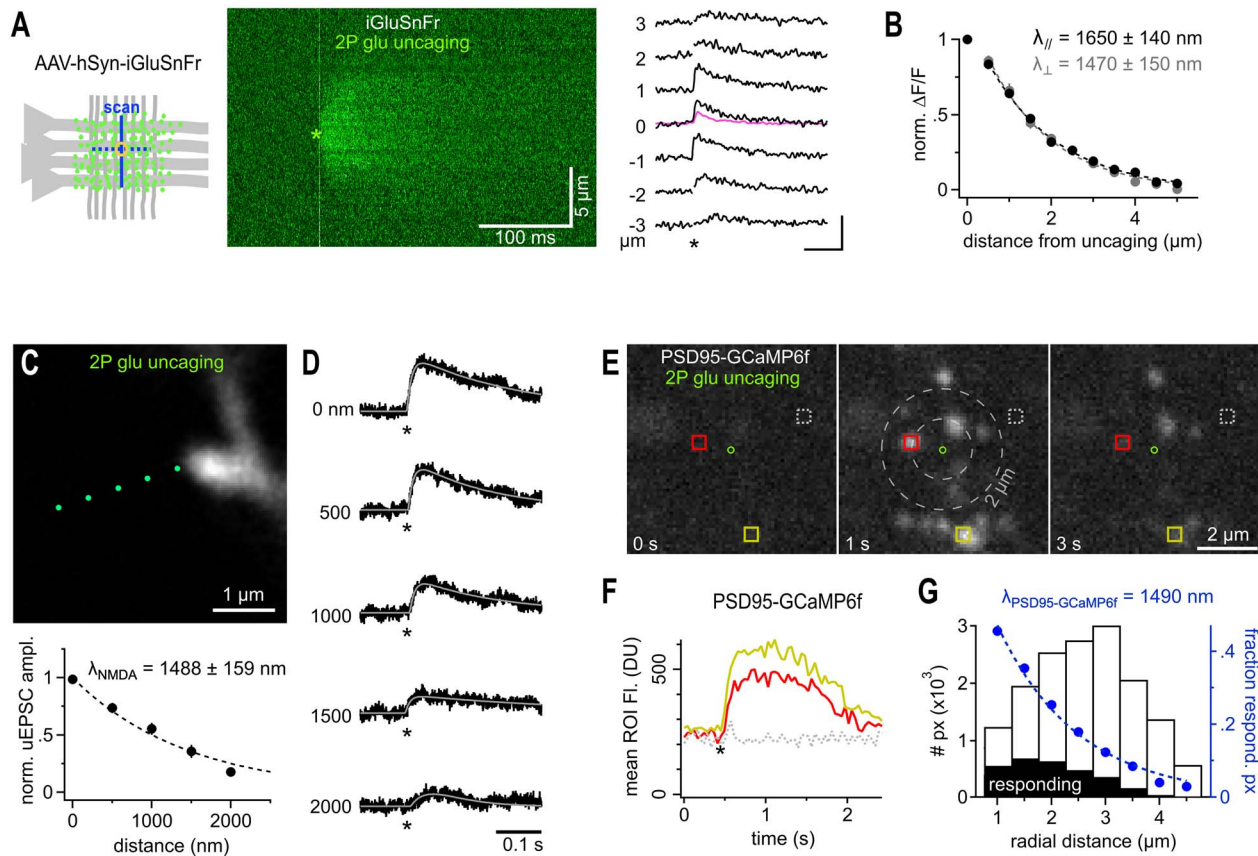 A
AAV-hSyn-iGluSnFr
scan
iGluSnFr
2P glu uncaging
*
5 µm
100 ms
3
2
1
0
-1
-2
-3
µm
*
B
λ// = 1650 ± 140 nm
λ⊥ = 1470 ± 150 nm
norm. ΔF/F
1
.5
0
0 2 4
distance from uncaging (µm)
C
2P glu uncaging
1 µm
λNMDA = 1488 ± 159 nm
norm. uEPSC ampl.
1
.5
0
0 1000 2000
distance (nm)
D
0 nm
*
500
*
1000
*
1500
*
2000
*
0.1 s
E
PSD95-GCaMP6f
2P glu uncaging
0 s
2 µm
1 s
3 s
2 µm
F
PSD95-GCaMP6f
mean ROI Fl. (DU)
500
0
*
0 1 2
time (s)
G
λPSD95-GCaMP6f = 1490 nm
# px (x10³)
3
2
1
0
responding
1 2 3 4
radial distance (µm)
.4
.2
0
fraction respond. px